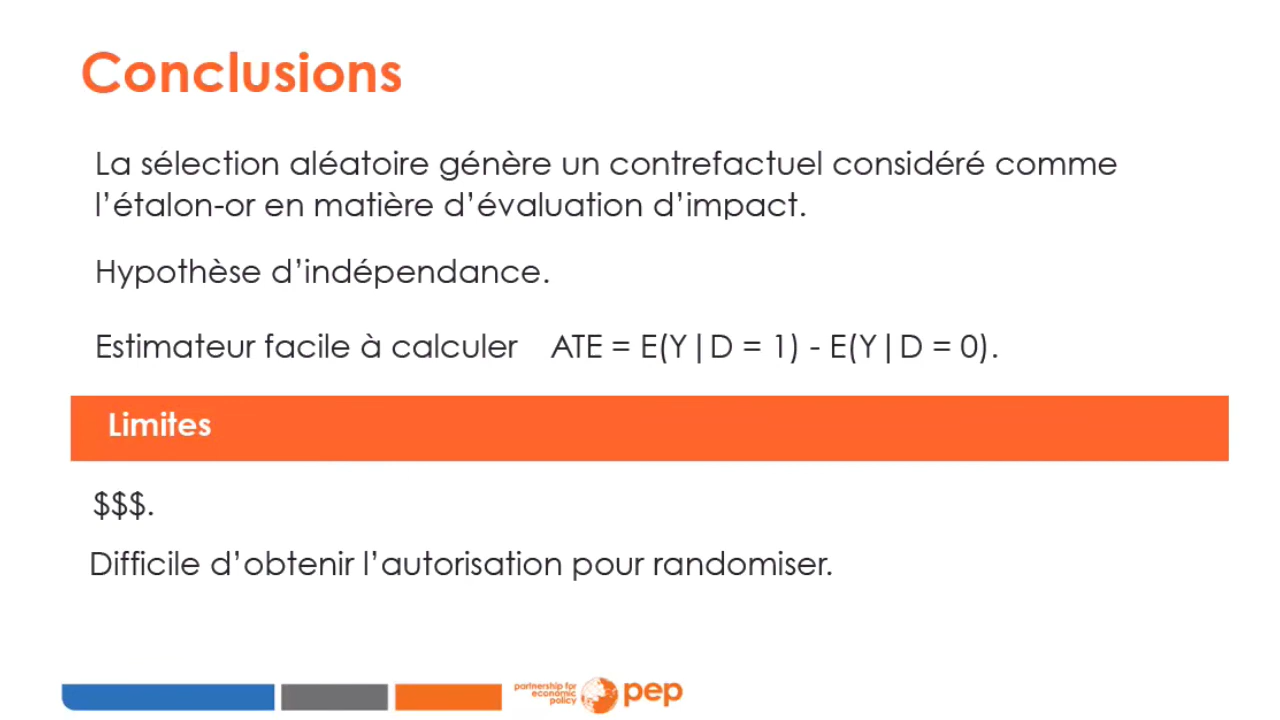 Conclusions
La sélection aléatoire génère un contrefactuel considéré comme
l’étalon-or en matière d’évaluation d’impact.
Hypothèse d’indépendance.
Estimateur facile à calculer ATE = E(Y|D = 1) - E(Y|D = 0).
Limites
$$$.
Difficile d’obtenir l’autorisation pour randomiser.
partnership for
economic
policy
pep